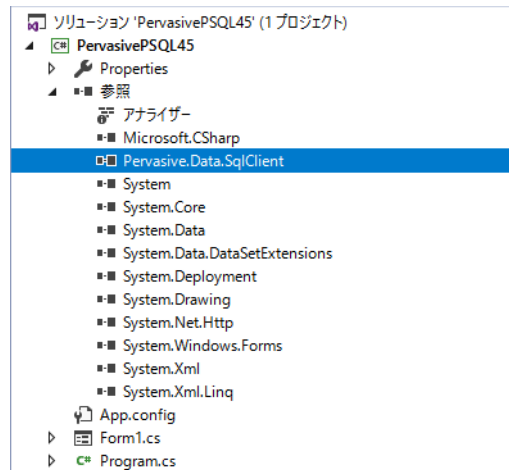 ソリューション 'PervasivePSQL45' (1 プロジェクト)
C# PervasivePSQL45
Properties
参照
アナライザー
Microsoft.CSharp
Pervasive.Data.SqlClient
System
System.Core
System.Data
System.Data.DataSetExtensions
System.Deployment
System.Drawing
System.Net.Http
System.Windows.Forms
System.Xml
System.Xml.Linq
App.config
Form1.cs
C# Program.cs